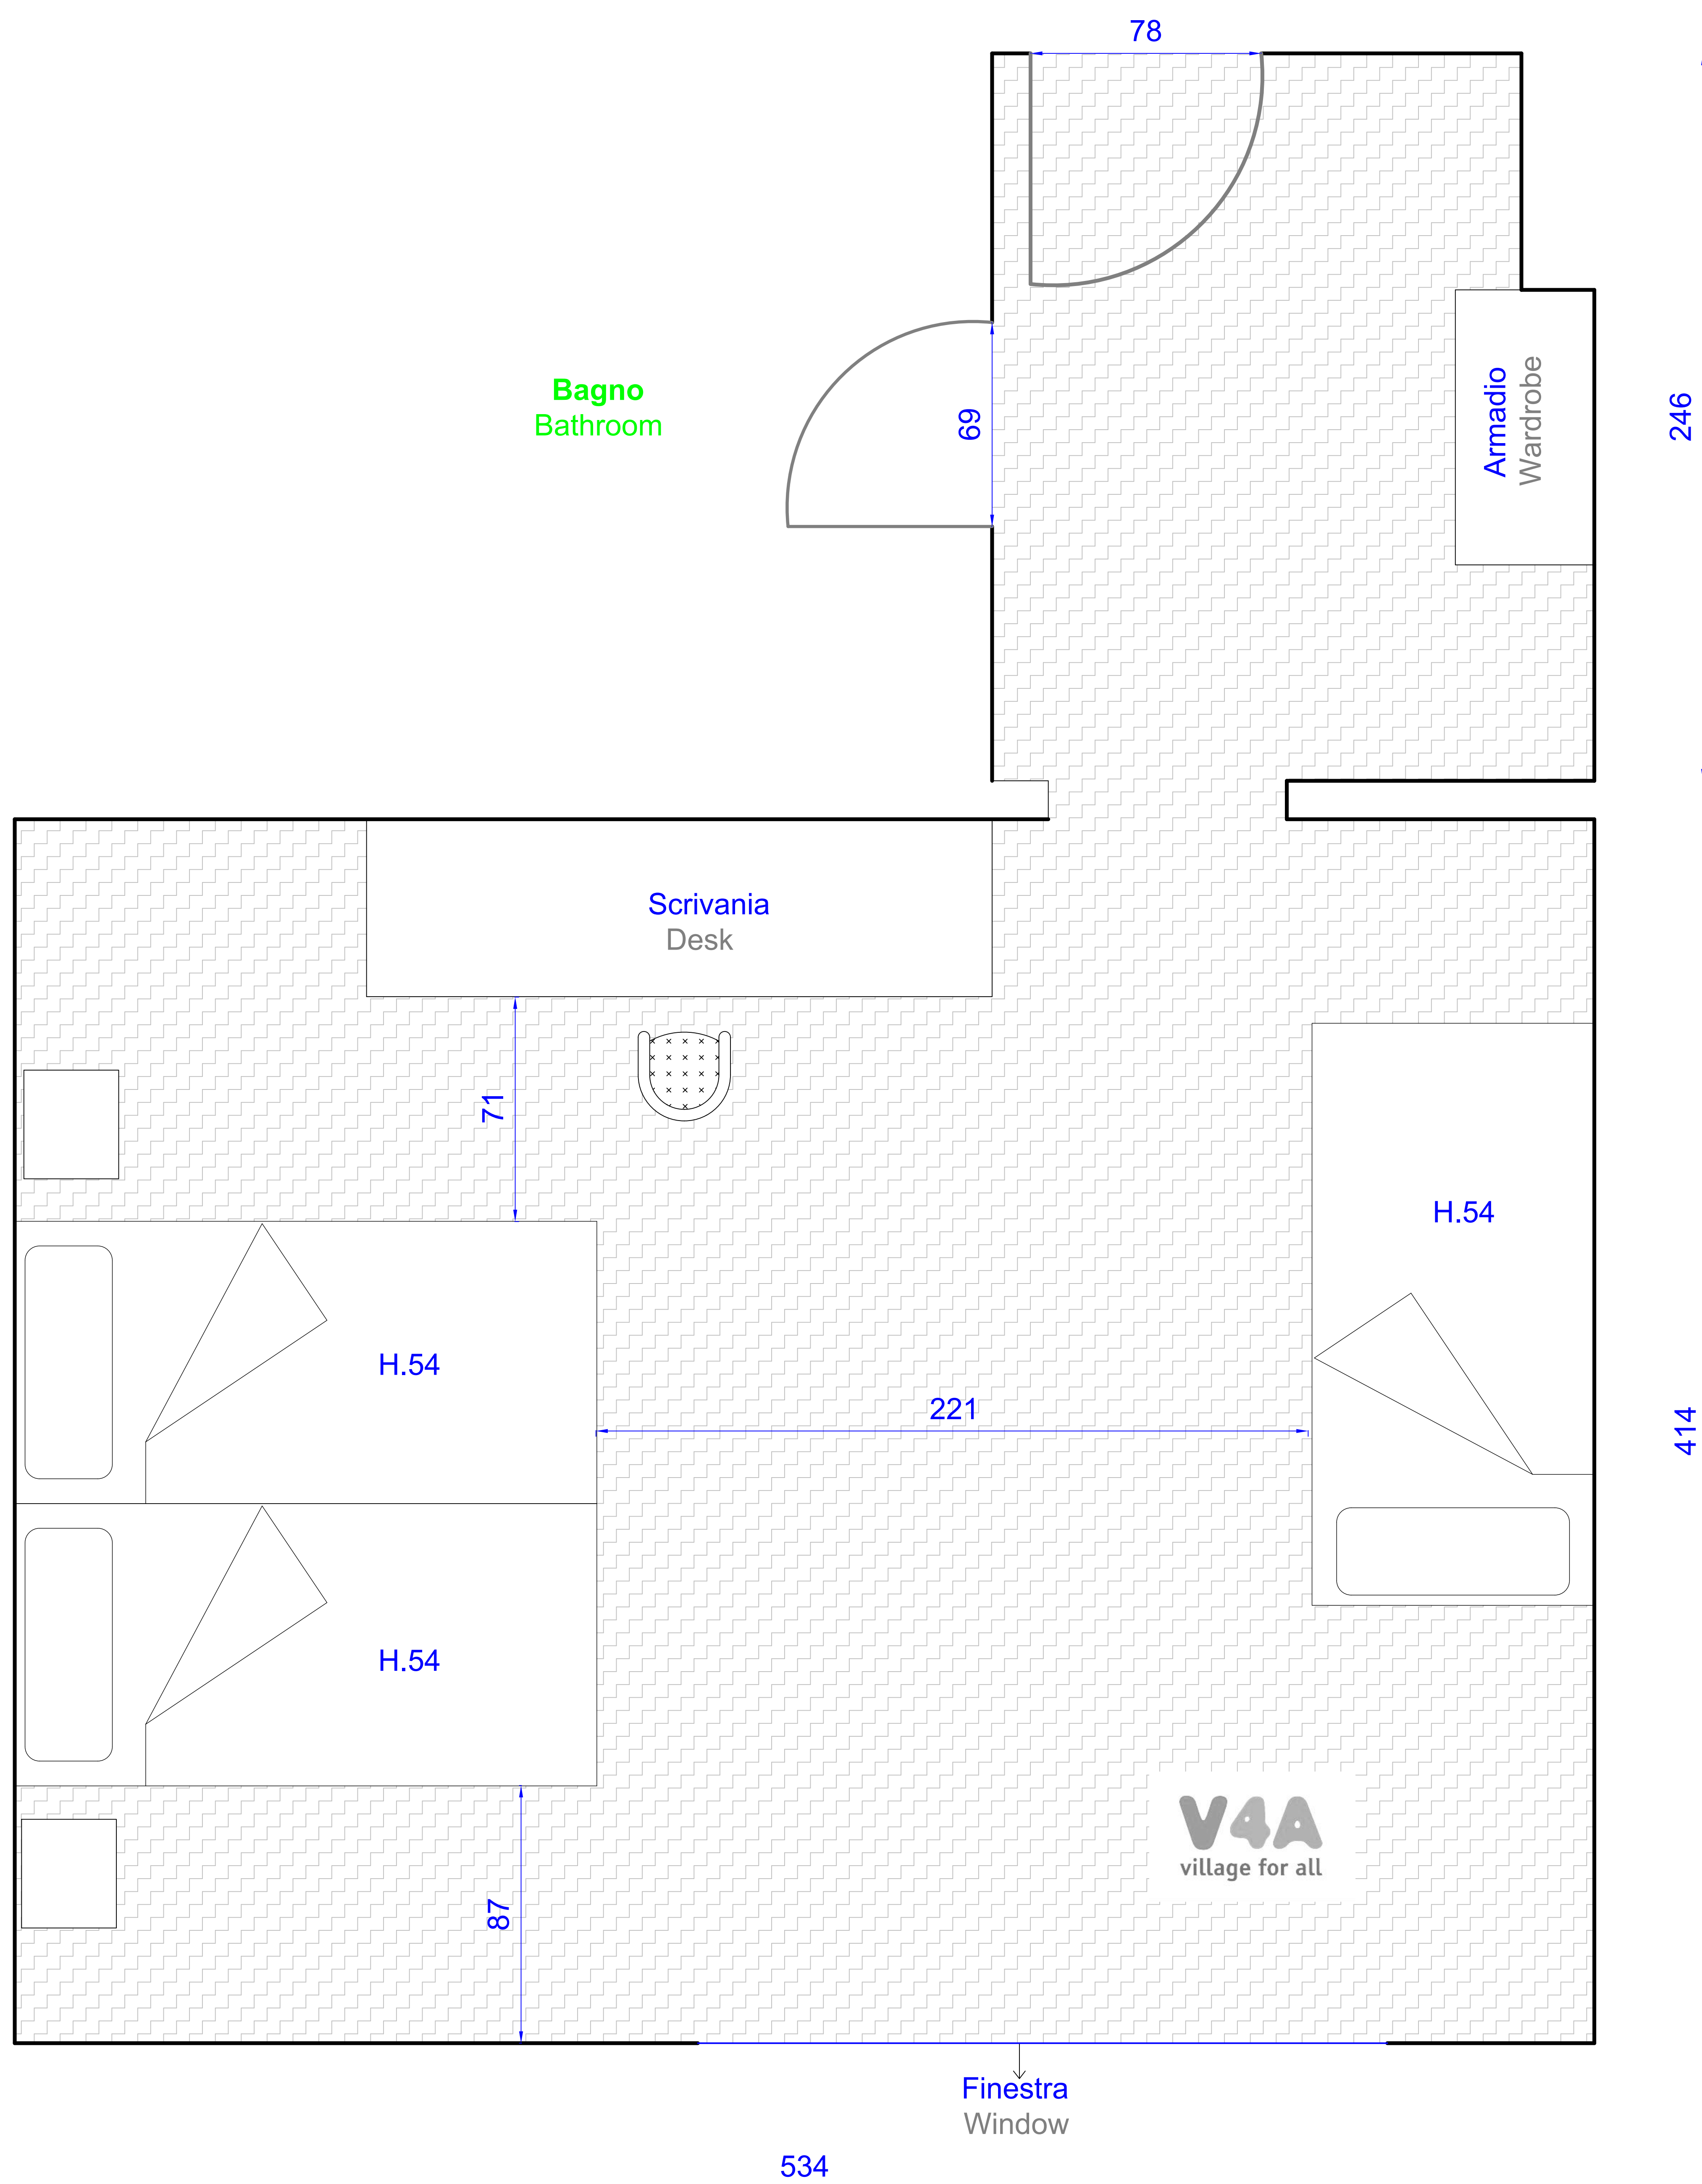 78
Bagno
Bathroom
69
Armadio
Wardrobe
246
Scrivania
Desk
71
H.54
H.54
221
414
H.54
V4A
village for all
87
Finestra
Window
534